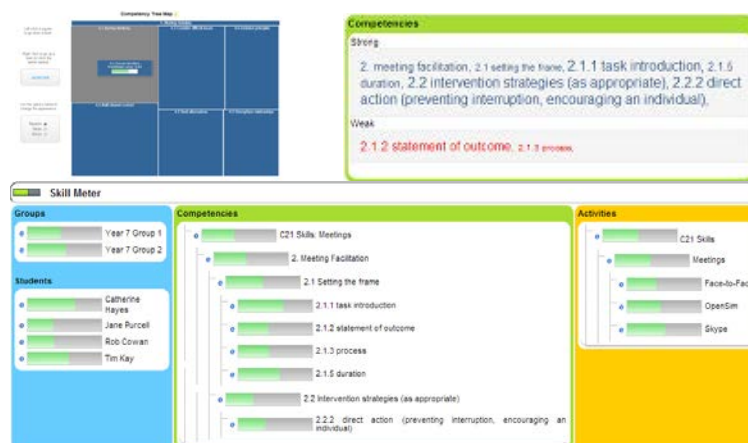 Competency Tree Map
Competencies
Strong
2. meeting facilitation, 2.1 setting the frame, 2.1.1 task introduction, 2.1.5
duration, 2.2 intervention strategies (as appropriate), 2.2.2 direct
action (preventing interruption, encouraging an individual),
Weak
2.1.2 statement of outcome, 2.1.3 process,
Skill Meter
Groups
Year 7 Group 1
Year 7 Group 2
Students
Catherine
Hayes
Jane Purcell
Rob Cowan
Tim Kay
Competencies
C21 Skills: Meetings
2. Meeting Facilitation
2.1 Setting the frame
2.1.1 task introduction
2.1.2 statement of outcome
2.1.3 process
2.1.5 duration
2.2 Intervention strategies (as appropriate)
2.2.2 direct action (preventing interruption, encouraging an
individual)
Activities
C21 Skills
Meetings
Face-to-Fac
OpenSim
Skype